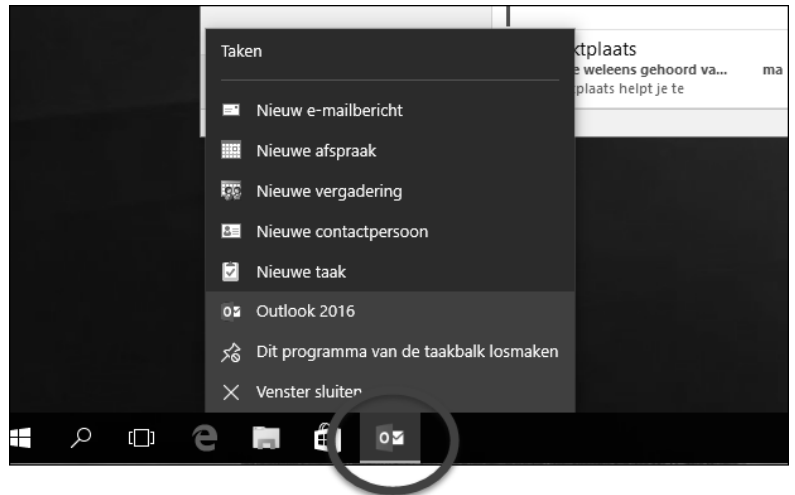 Taken
Nieuw e-mailbericht
Nieuwe afspraak
Nieuwe vergadering
Nieuwe contactpersoon
Nieuwe taak
Outlook 2016
Dit programma van de taakbalk losmaken
Venster sluiten
ktplaats
e weleens gehoord va... ma
tplaats helpt je te